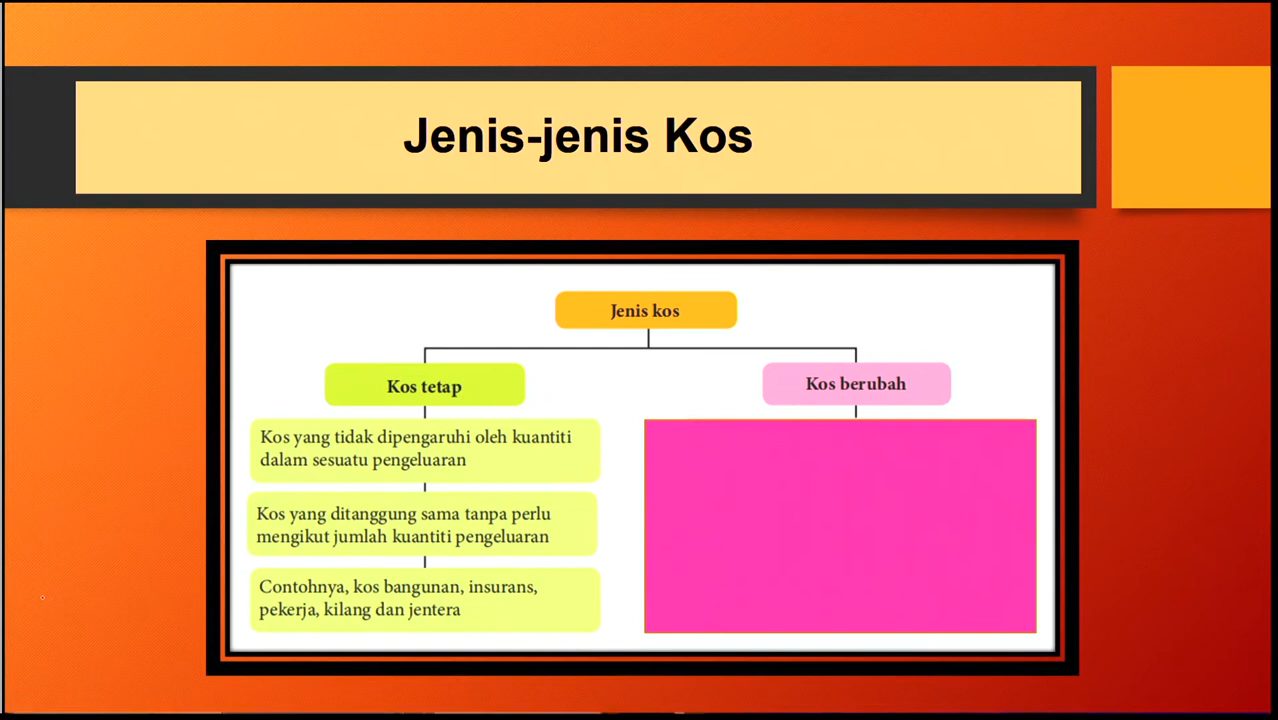 Jenis-jenis Kos
Jenis kos
Kos tetap
Kos yang tidak dipengaruhi oleh kuantiti
dalam sesuatu pengeluaran
Kos yang ditanggung sama tanpa perlu
mengikut jumlah kuantiti pengeluaran
Contohnya, kos bangunan, insurans,
pekerja, kilang dan jentera
Kos berubah